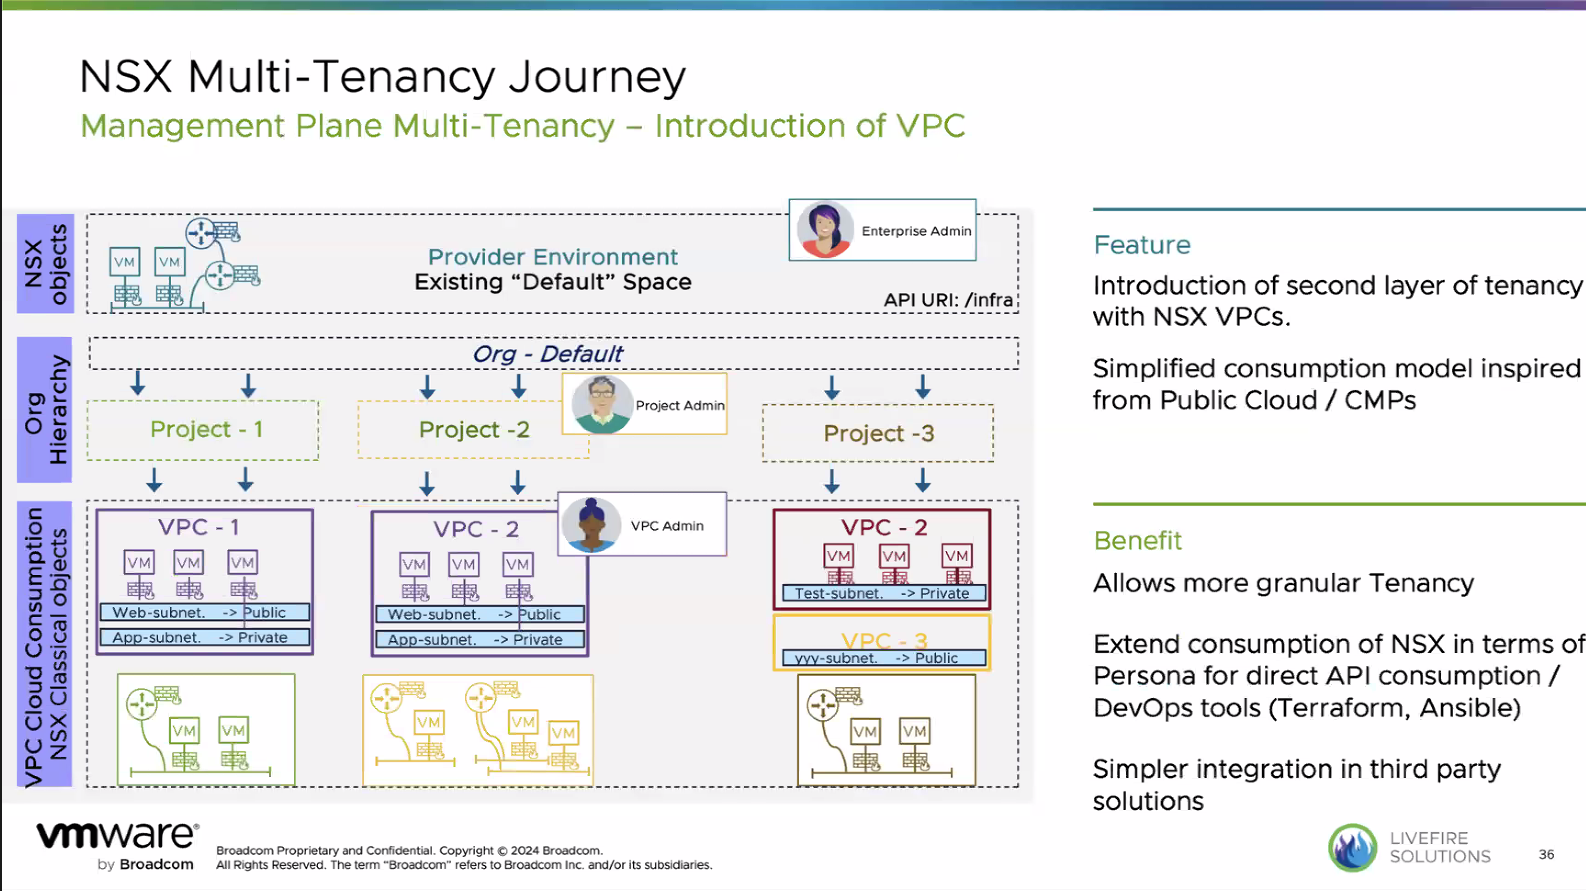 NSX Multi-Tenancy Journey
Management Plane Multi-Tenancy – Introduction of VPC
NSX
objects
VM
VM
Provider Environment
Existing “Default” Space
Enterprise Admin
API URI: /infra
Org
Hierarchy
Org - Default
Project - 1
Project -2
Project Admin
Project -3
VPC Cloud Consumption
NSX Classical objects
VPC - 1
VM
VM
VM
Web-subnet. -> Public
App-subnet. -> Private
VPC - 2
VPC Admin
VM
VM
VM
Web-subnet. -> Public
App-subnet. -> Private
VPC - 2
VM
VM
VM
Test-subnet. -> Private
VPC - 3
yyy-subnet. -> Public
VM
VM
VM
VM
VM
VM
VM
Feature
Introduction of second layer of tenancy
with NSX VPCs.
Simplified consumption model inspired
from Public Cloud / CMPs
Benefit
Allows more granular Tenancy
Extend consumption of NSX in terms of
Persona for direct API consumption /
DevOps tools (Terraform, Ansible)
Simpler integration in third party
solutions
vmware®
by Broadcom
Broadcom Proprietary and Confidential. Copyright © 2024 Broadcom.
All Rights Reserved. The term “Broadcom” refers to Broadcom Inc. and/or its subsidiaries.
LIVEFIRE
SOLUTIONS
36